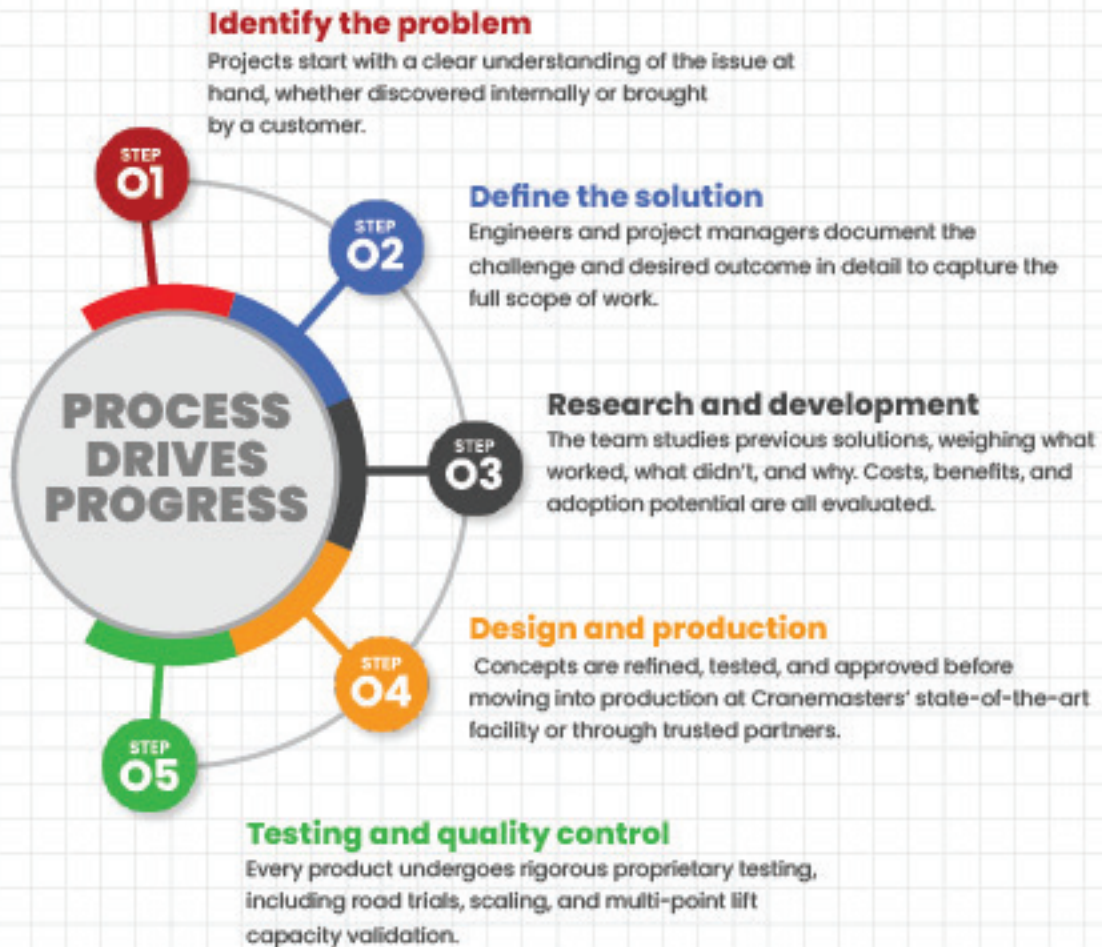 Identify the problem
Projects start with a clear understanding of the issue at
hand, whether discovered internally or brought
by a customer.
STEP
01
STEP
02
Define the solution
Engineers and project managers document the
challenge and desired outcome in detail to capture the
full scope of work.
PROCESS
DRIVES
PROGRESS
STEP
03
Research and development
The team studies previous solutions, weighing what
worked, what didn't, and why. Costs, benefits, and
adoption potential are all evaluated.
STEP
04
Design and production
Concepts are refined, tested, and approved before
moving into production at Cranemasters' state-of-the-art
facility or through trusted partners.
STEP
05
Testing and quality control
Every product undergoes rigorous proprietary testing,
including road trials, scaling, and multi-point lift
capacity validation.